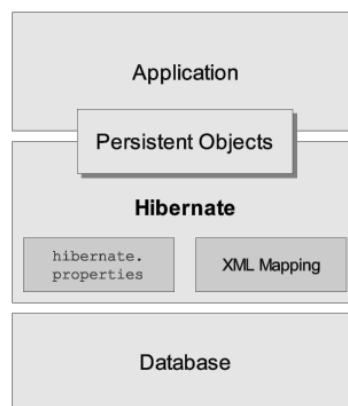 Application
Persistent Objects
Hibernate
hibernate.
properties
XML Mapping
Database